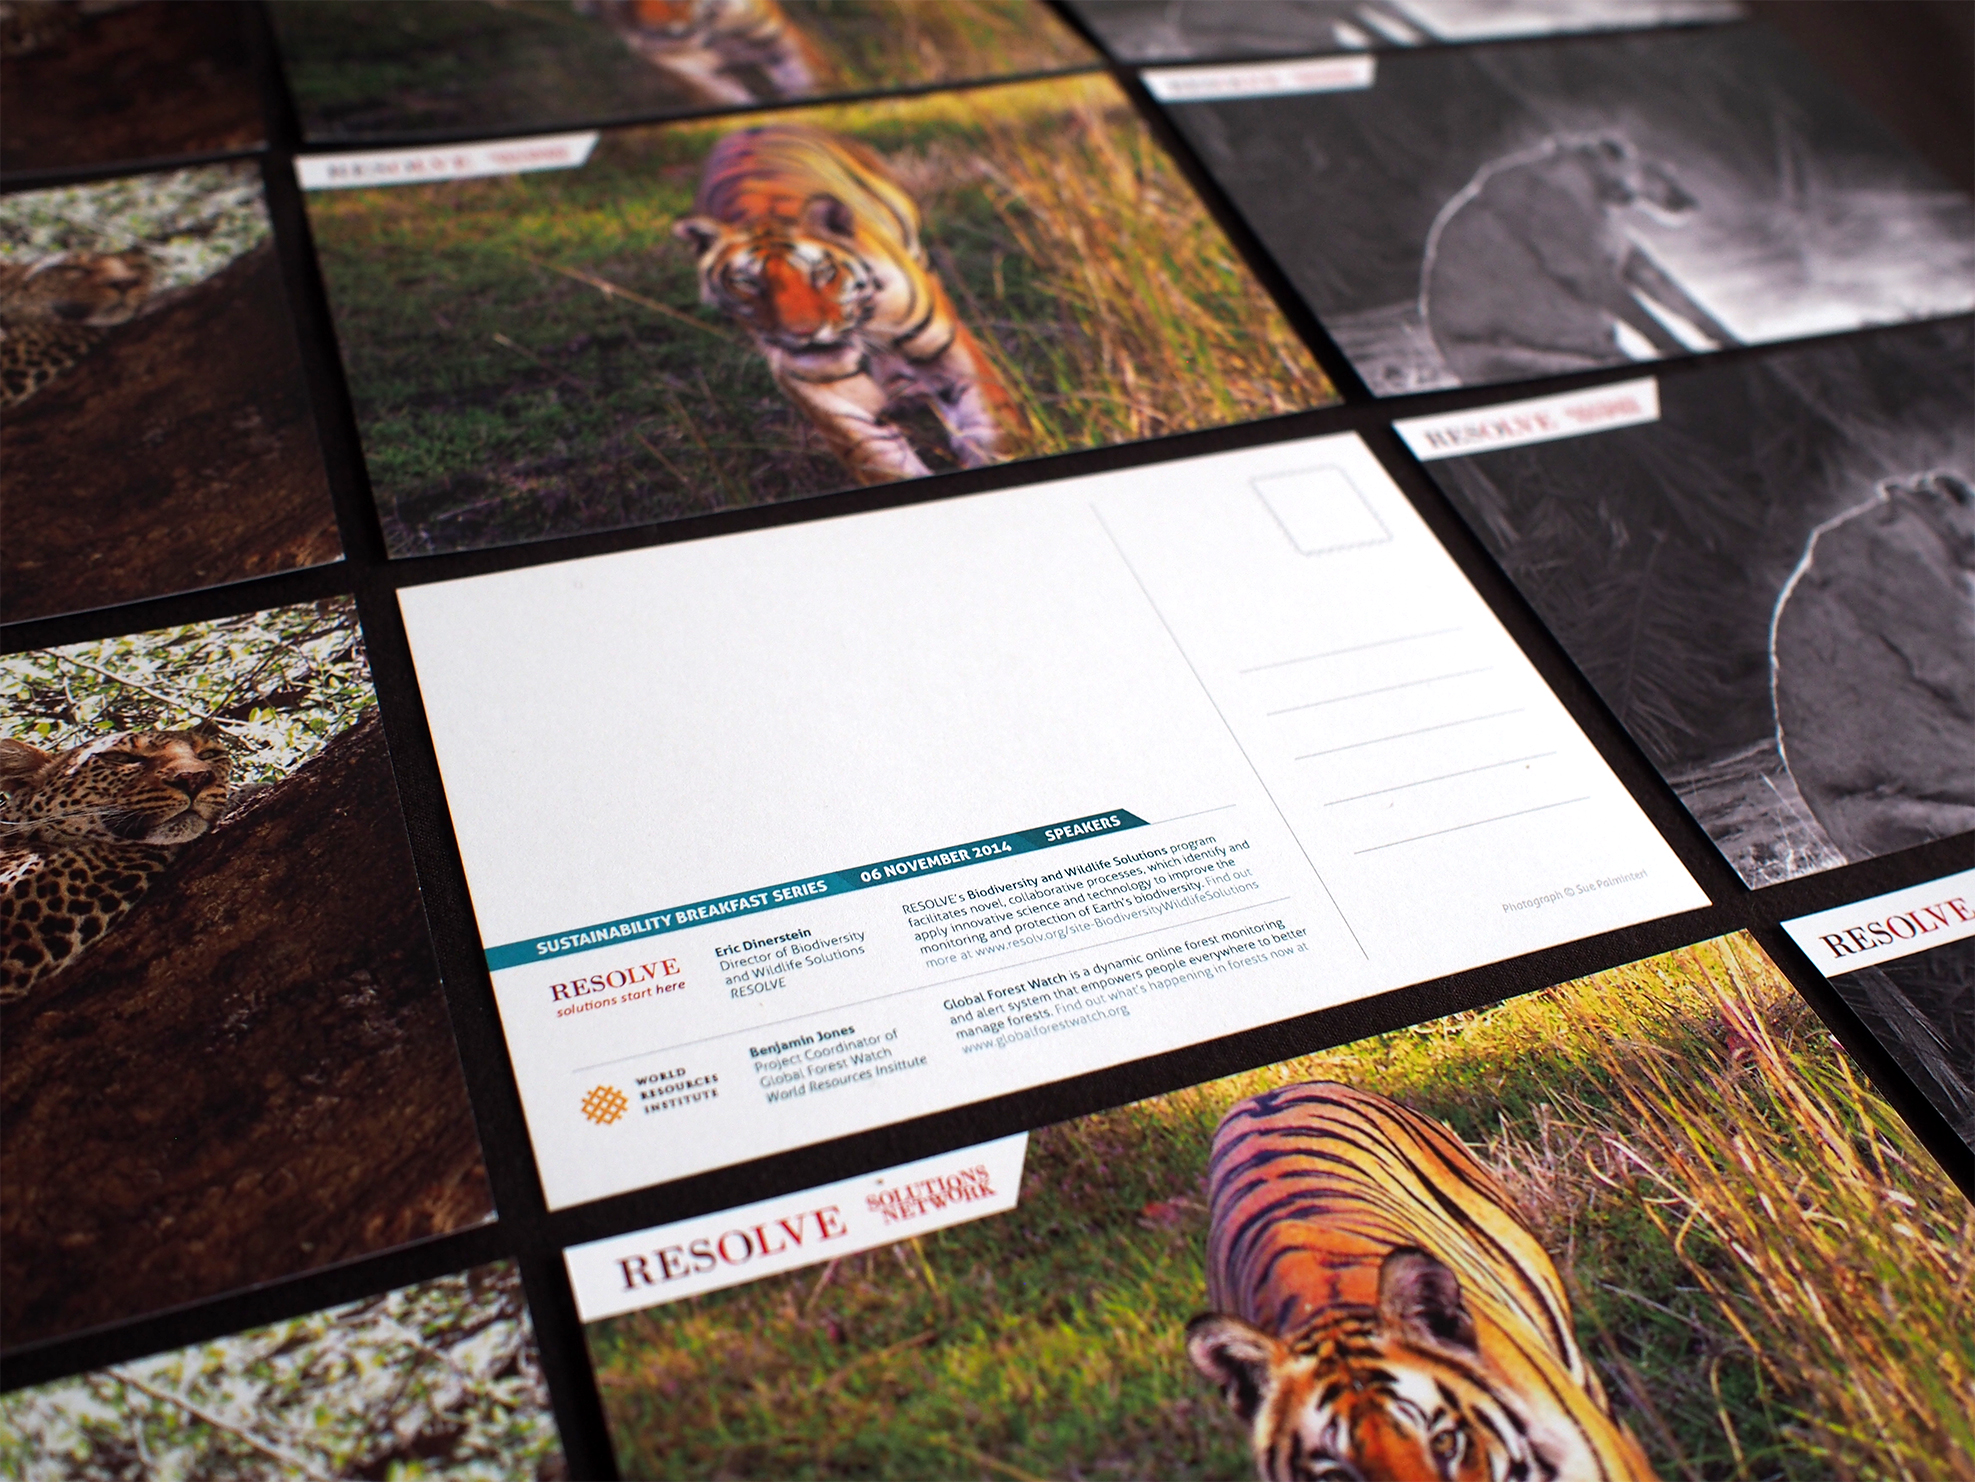 RESOLVE
RESOLVE
SUSTAINABILITY BREAKFAST SERIES 06 NOVEMBER 2014 SPEAKERS
RESOLVE
solutions start here
Eric Dinerstein
Director of Biodiversity
and Wildlife Solutions
RESOLVE
RESOLVE's Biodiversity and Wildlife Solutions program
facilitates novel, collaborative processes, which identify and
apply innovative science and technology to improve the
monitoring and protection of Earth's biodiversity. Find out
more at www.resolv.org/site-BiodiversityWildlifeSolutions
WORLD
RESOURCES
INSTITUTE
Benjamin Jones
Project Coordinator of
Global Forest Watch
World Resources Insititute
Global Forest Watch is a dynamic online forest monitoring
and alert system that empowers people everywhere to better
manage forests. Find out what's happening in forests now at
www.globalforestwatch.org
Photograph © Sue Palminteri
RESOLVE
RESOLVE
SOLUTIONS
NETWORK